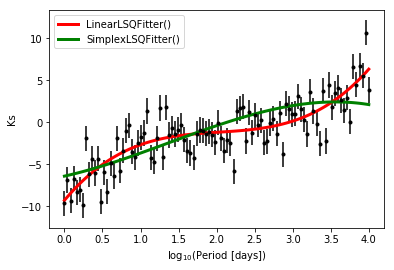 LinearLSQFitter()
SimplexLSQFitter()
10
5
0
−5
−10
Ks
0.0 0.5 1.0 1.5 2.0 2.5 3.0 3.5 4.0
log₁₀(Period [days])